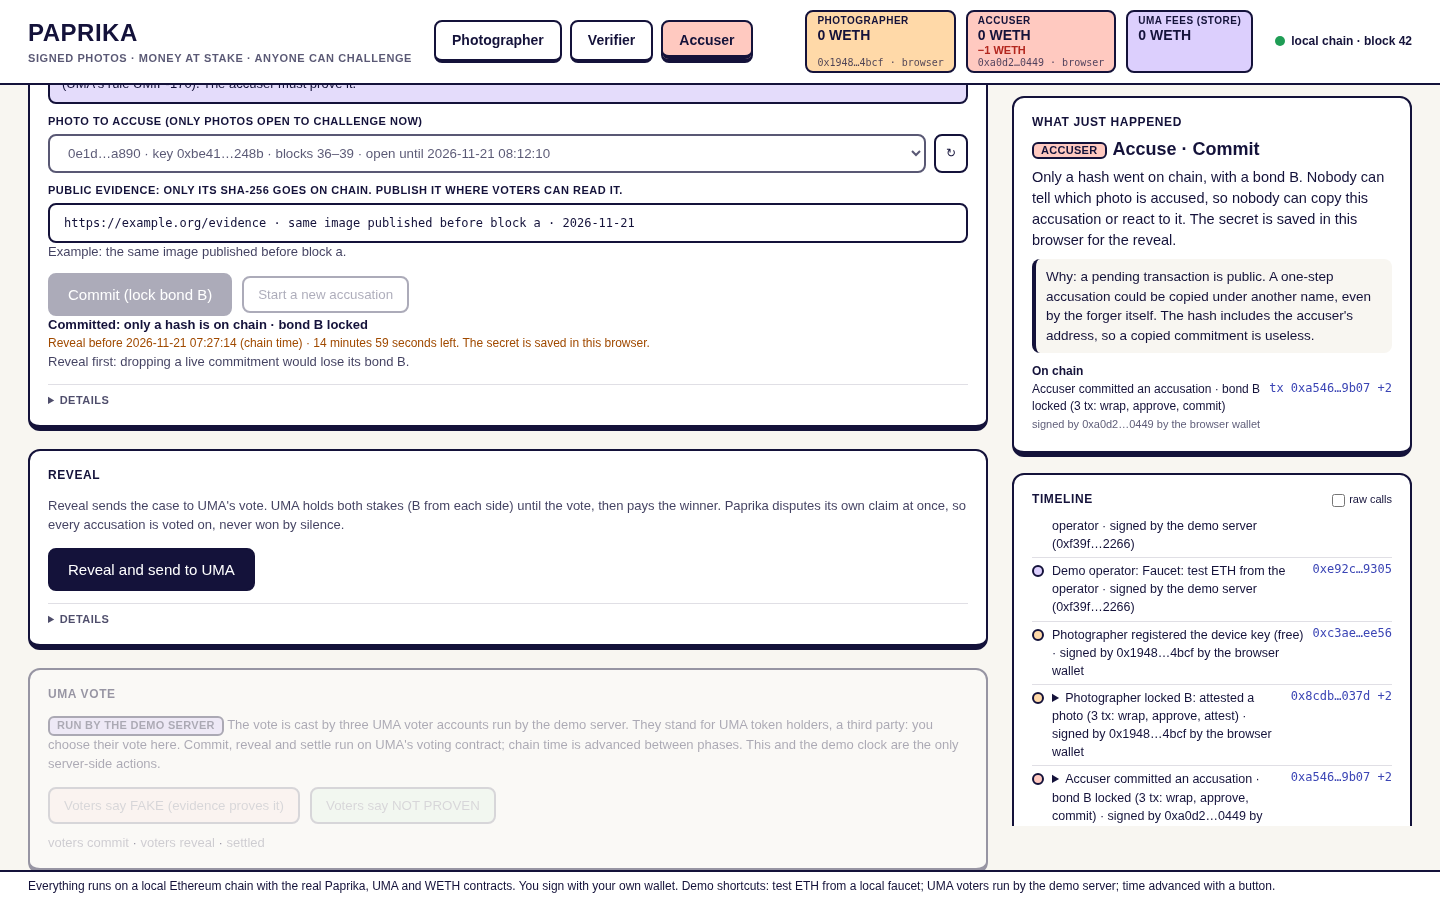 PAPRIKA
SIGNED PHOTOS · MONEY AT STAKE · ANYONE CAN CHALLENGE
Photographer
Verifier
Accuser
PHOTOGRAPHER
0 WETH
0x1948…4bcf · browser
ACCUSER
0 WETH
−1 WETH
0xa0d2…0449 · browser
UMA FEES (STORE)
0 WETH
local chain · block 42
PHOTO TO ACCUSE (ONLY PHOTOS OPEN TO CHALLENGE NOW)
0e1d…a890 · key 0xbe41…248b · blocks 36–39 · open until 2026-11-21 08:12:10
↻
PUBLIC EVIDENCE: ONLY ITS SHA-256 GOES ON CHAIN. PUBLISH IT WHERE VOTERS CAN READ IT.
https://example.org/evidence · same image published before block a · 2026-11-21
Example: the same image published before block a.
Commit (lock bond B)
Start a new accusation
Committed: only a hash is on chain · bond B locked
Reveal before 2026-11-21 07:27:14 (chain time) · 14 minutes 59 seconds left. The secret is saved in this browser.
Reveal first: dropping a live commitment would lose its bond B.
DETAILS
REVEAL
Reveal sends the case to UMA's vote. UMA holds both stakes (B from each side) until the vote, then pays the winner. Paprika disputes its own claim at once, so
every accusation is voted on, never won by silence.
Reveal and send to UMA
DETAILS
UMA VOTE
RUN BY THE DEMO SERVER The vote is cast by three UMA voter accounts run by the demo server. They stand for UMA token holders, a third party: you
choose their vote here. Commit, reveal and settle run on UMA's voting contract; chain time is advanced between phases. This and the demo clock are the only
server-side actions.
Voters say FAKE (evidence proves it)
Voters say NOT PROVEN
voters commit · voters reveal · settled
WHAT JUST HAPPENED
ACCUSER Accuse · Commit
Only a hash went on chain, with a bond B. Nobody can
tell which photo is accused, so nobody can copy this
accusation or react to it. The secret is saved in this
browser for the reveal.
Why: a pending transaction is public. A one-step
accusation could be copied under another name, even
by the forger itself. The hash includes the accuser's
address, so a copied commitment is useless.
On chain
Accuser committed an accusation · bond B tx 0xa546…9b07 +2
locked (3 tx: wrap, approve, commit)
signed by 0xa0d2…0449 by the browser wallet
TIMELINE
raw calls
operator · signed by the demo server
(0xf39f…2266)
Demo operator: Faucet: test ETH from the 0xe92c…9305
operator · signed by the demo server
(0xf39f…2266)
Photographer registered the device key (free) 0xc3ae…ee56
· signed by 0x1948…4bcf by the browser
wallet
Photographer locked B: attested a 0x8cdb…037d +2
photo (3 tx: wrap, approve, attest) ·
signed by 0x1948…4bcf by the browser
wallet
Accuser committed an accusation · 0xa546…9b07 +2
bond B locked (3 tx: wrap, approve,
commit) · signed by 0xa0d2…0449 by
Everything runs on a local Ethereum chain with the real Paprika, UMA and WETH contracts. You sign with your own wallet. Demo shortcuts: test ETH from a local faucet; UMA voters run by the demo server; time advanced with a button.